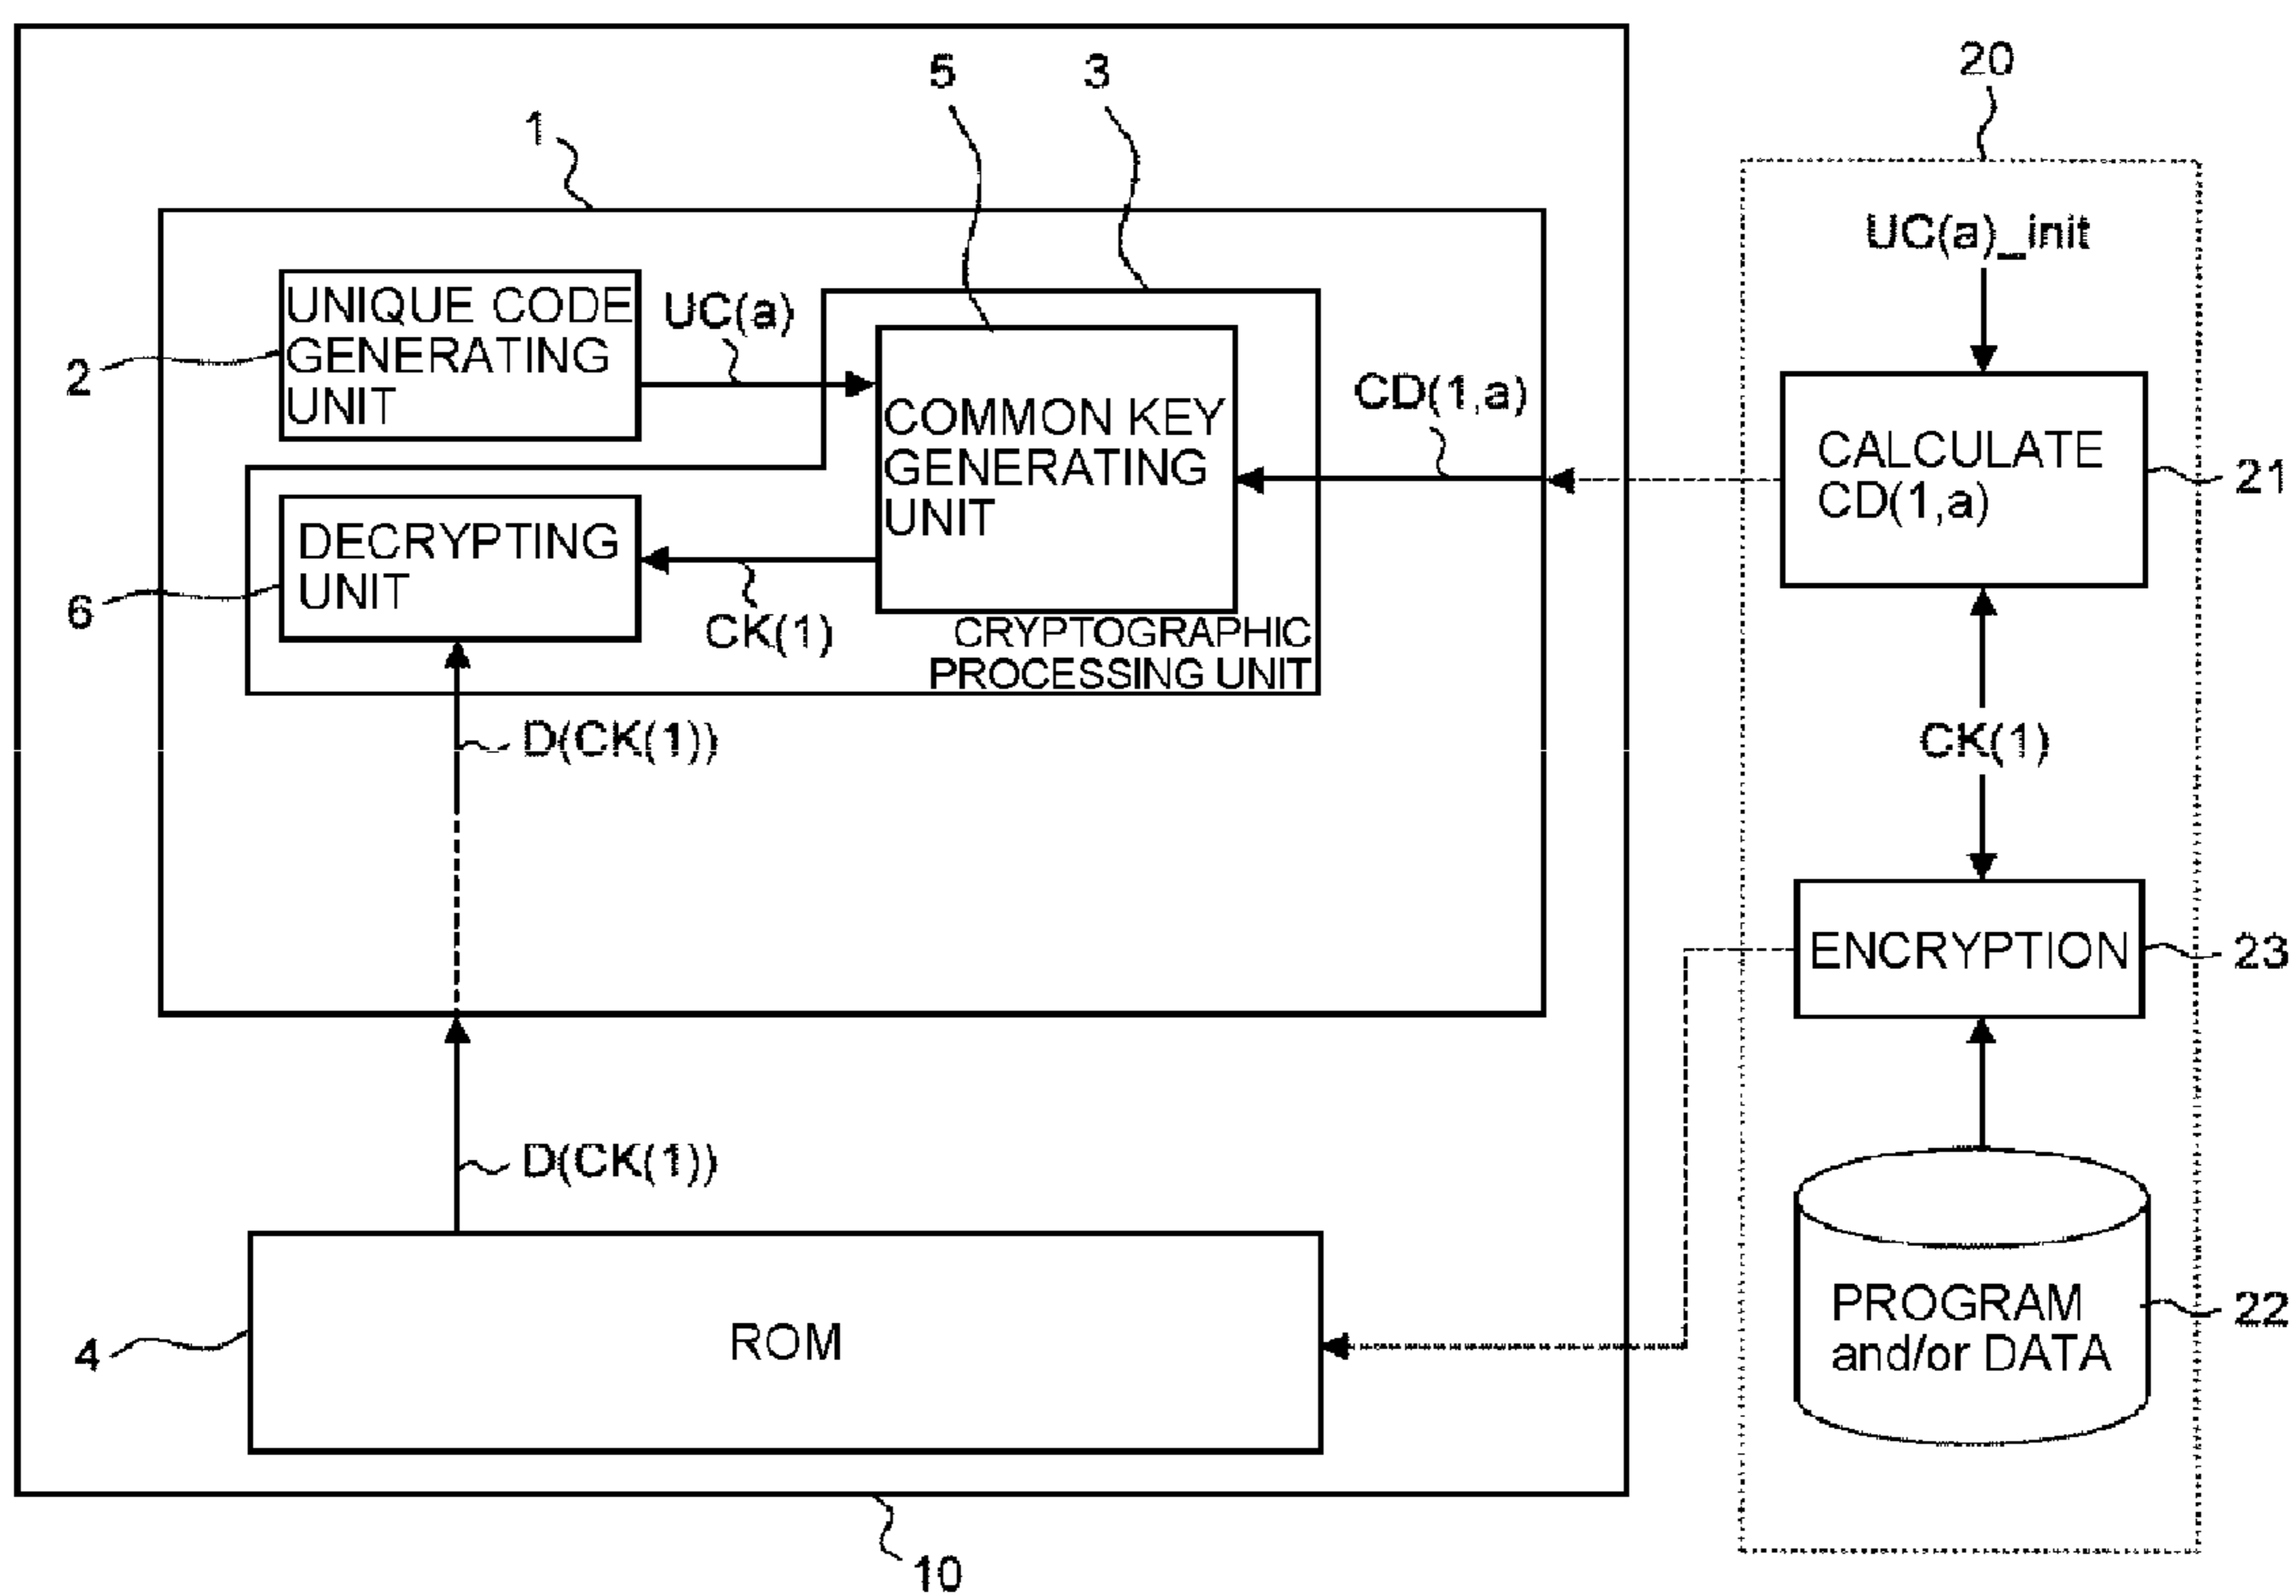 5
3
20
1
UC(a)_init
UNIQUE CODE
GENERATING
UNIT
UC(a)
2
COMMON KEY
GENERATING
UNIT
CD(1,a)
CALCULATE
CD(1,a)
21
DECRYPTING
UNIT
6
CK(1)
CRYPTOGRAPHIC
PROCESSING UNIT
D(CK(1))
CK(1)
ENCRYPTION
23
D(CK(1))
ROM
4
PROGRAM
and/or DATA
22
10